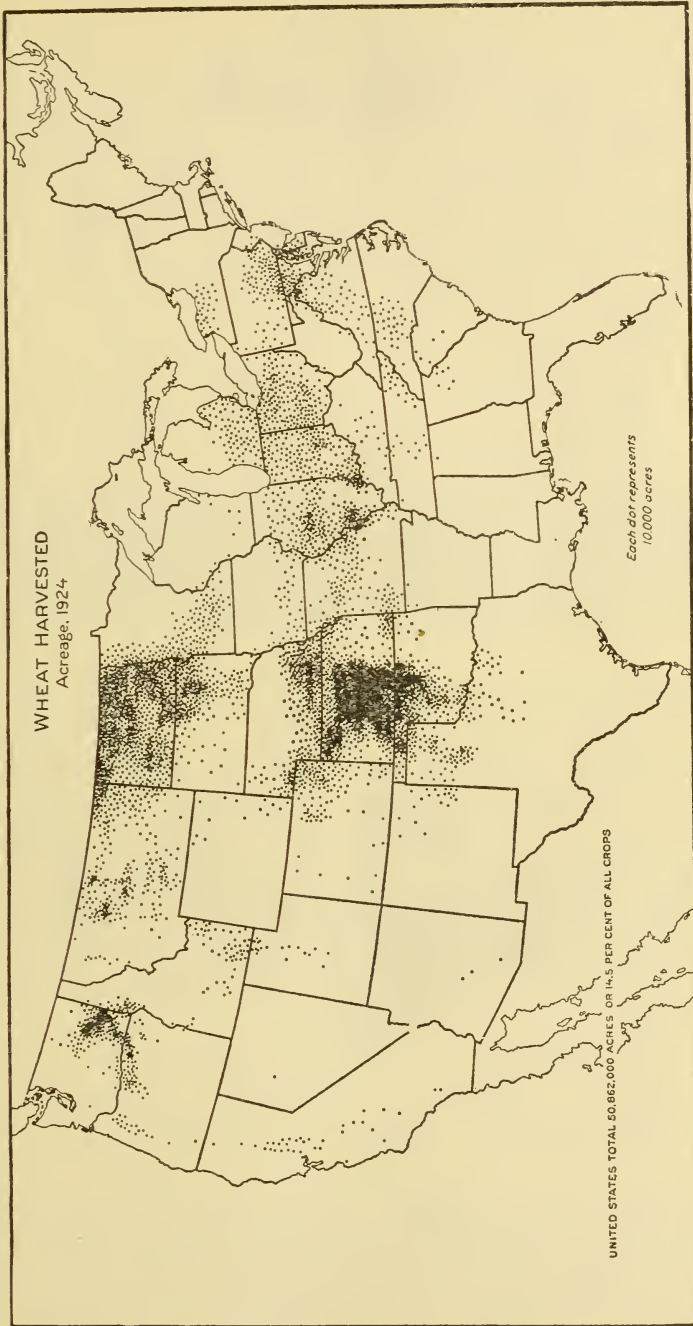 WHEAT HARVESTED
Acreage, 1924
Each dot represents
10,000 acres
UNITED STATES TOTAL 50,862,000 ACRES OR 14.5 PER CENT OF ALL CROPS